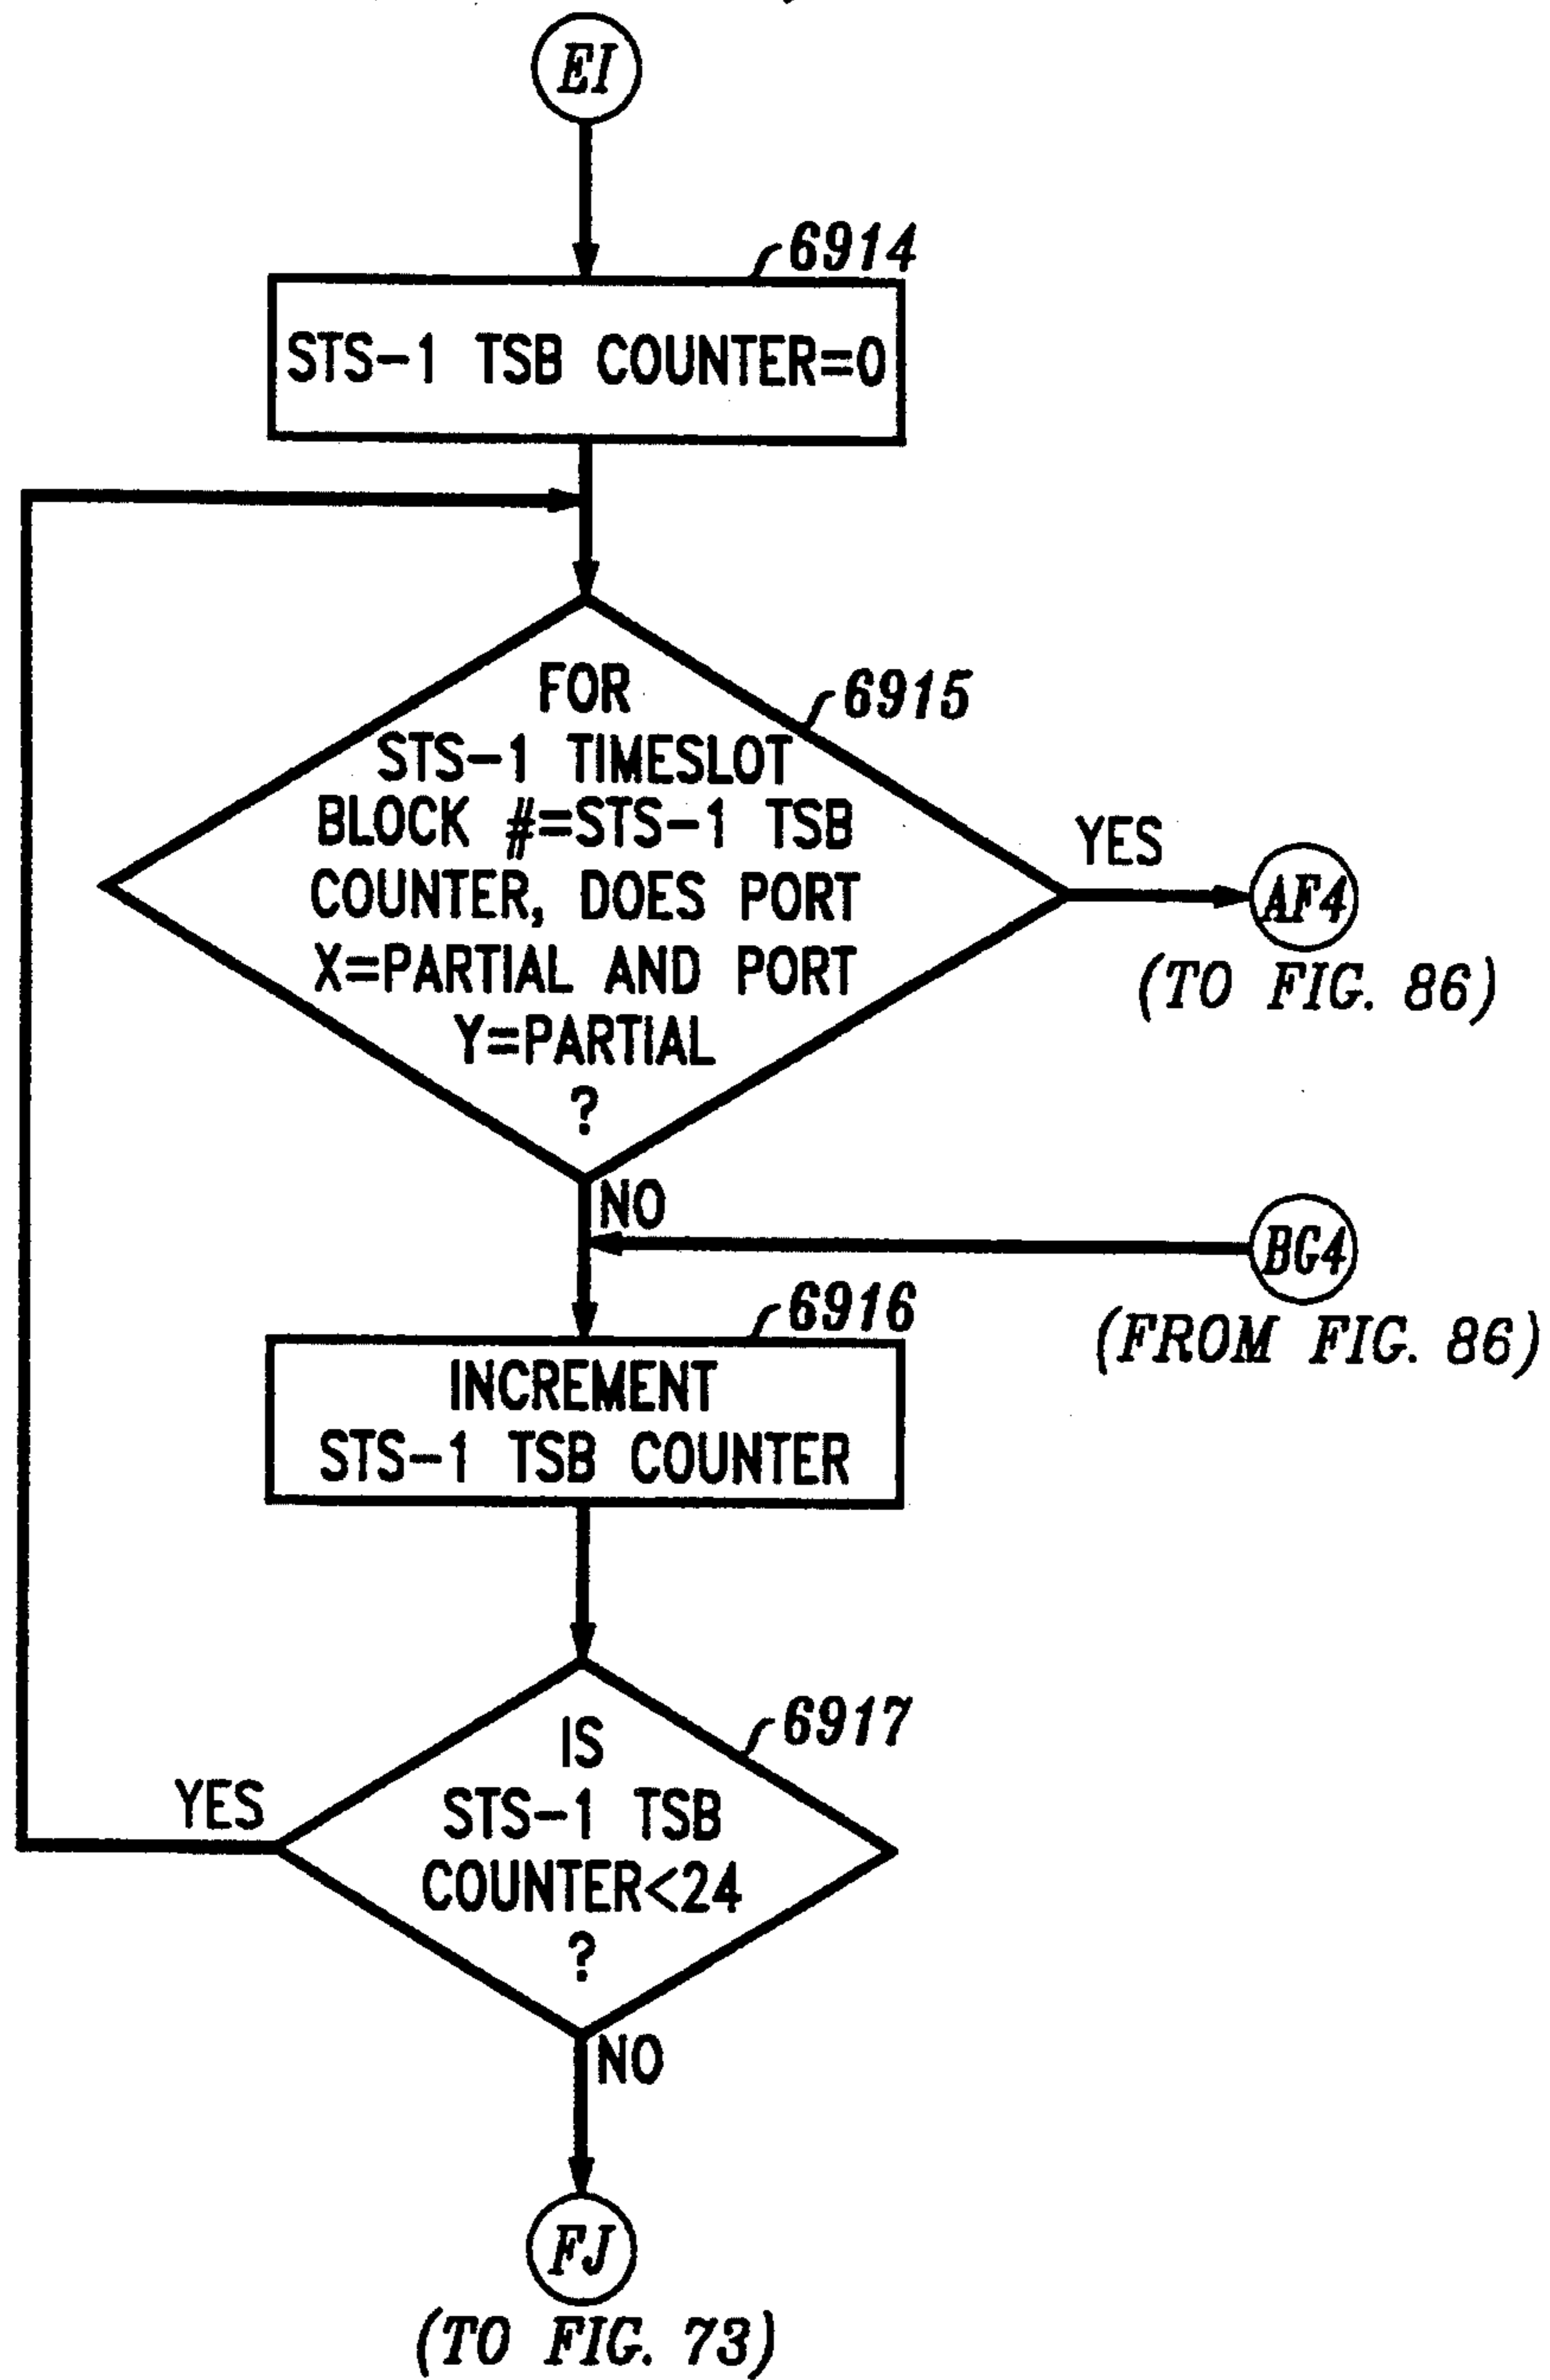 EI
6914
STS-1 TSB COUNTER=0
FOR
6915
STS-1 TIMESLOT
BLOCK #=STS-1 TSB
COUNTER, DOES PORT
X=PARTIAL AND PORT
Y=PARTIAL
?
YES
AF4
(TO FIG. 86)
NO
BG4
(FROM FIG. 86)
6916
INCREMENT
STS-1 TSB COUNTER
6917
IS
STS-1 TSB
COUNTER<24
?
YES
NO
FJ
(TO FIG. 73)